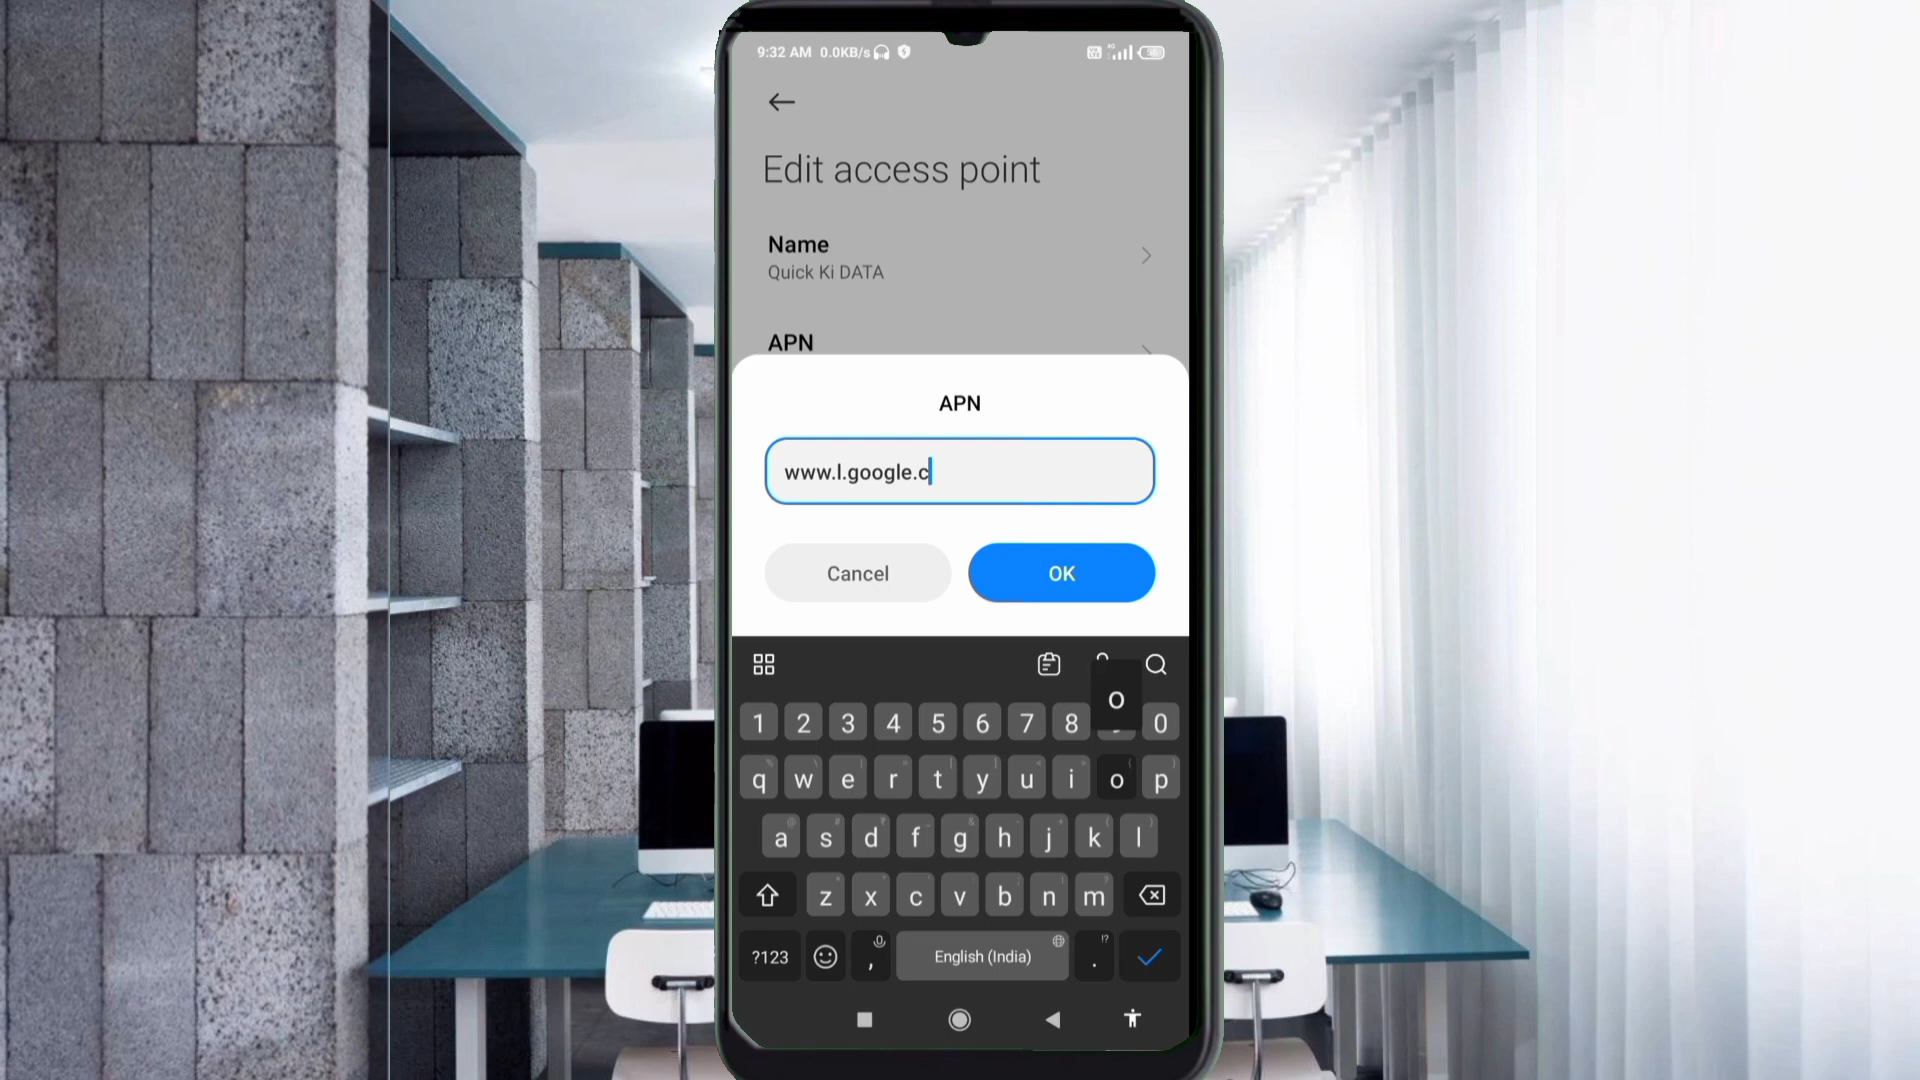 9:32 AM 0.0KB/s 4G
Edit access point
Name
Quick Ki DATA
APN
APN
www.l.google.c
Cancel
OK
o
1 2 3 4 5 6 7 8 0
q w e r t y u i o p
a s d f g h j k l
z x c v b n m
?123 , English (India) . !?